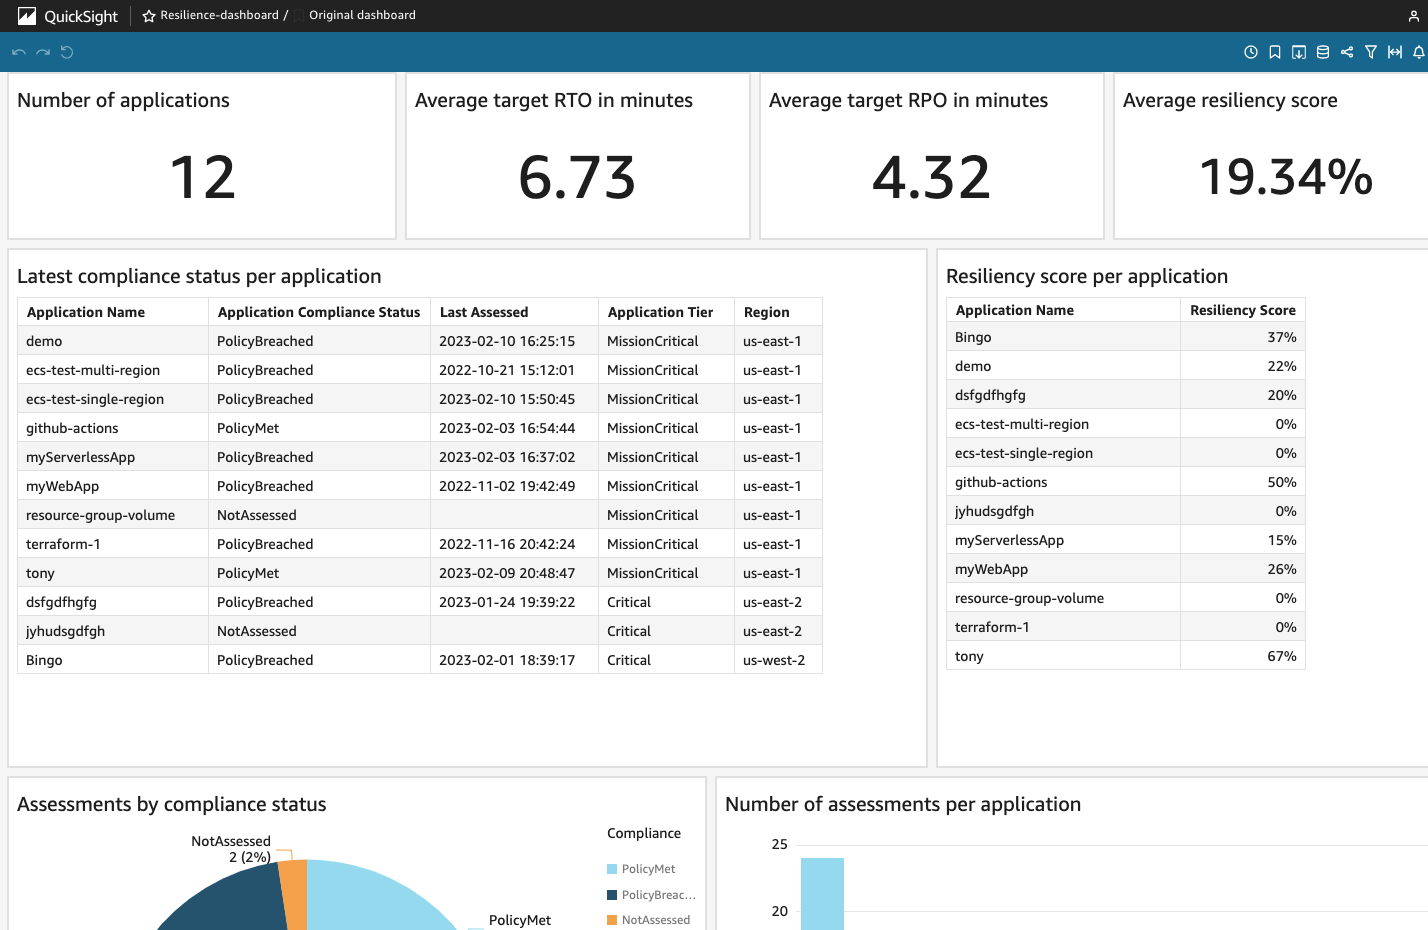 QuickSight
Resilience-dashboard / Original dashboard
Number of applications
12
Average target RTO in minutes
6.73
Average target RPO in minutes
4.32
Average resiliency score
19.34%
Latest compliance status per application
Application Name Application Compliance Status Last Assessed Application Tier Region
demo PolicyBreached 2023-02-10 16:25:15 MissionCritical us-east-1
ecs-test-multi-region PolicyBreached 2022-10-21 15:12:01 MissionCritical us-east-1
ecs-test-single-region PolicyBreached 2023-02-10 15:50:45 MissionCritical us-east-1
github-actions PolicyMet 2023-02-03 16:54:44 MissionCritical us-east-1
myServerlessApp PolicyBreached 2023-02-03 16:37:02 MissionCritical us-east-1
myWebApp PolicyBreached 2022-11-02 19:42:49 MissionCritical us-east-1
resource-group-volume NotAssessed MissionCritical us-east-1
terraform-1 PolicyBreached 2022-11-16 20:42:24 MissionCritical us-east-1
tony PolicyMet 2023-02-09 20:48:47 MissionCritical us-east-1
dsfgdfhgfg PolicyBreached 2023-01-24 19:39:22 Critical us-east-2
jyhudsgdfgh NotAssessed Critical us-east-2
Bingo PolicyBreached 2023-02-01 18:39:17 Critical us-west-2
Resiliency score per application
Application Name Resiliency Score
Bingo 37%
demo 22%
dsfgdfhgfg 20%
ecs-test-multi-region 0%
ecs-test-single-region 0%
github-actions 50%
jyhudsgdfgh 0%
myServerlessApp 15%
myWebApp 26%
resource-group-volume 0%
terraform-1 0%
tony 67%
Assessments by compliance status
NotAssessed
2 (2%)
PolicyMet
Compliance
PolicyMet
PolicyBreac...
NotAssessed
Number of assessments per application
25
20